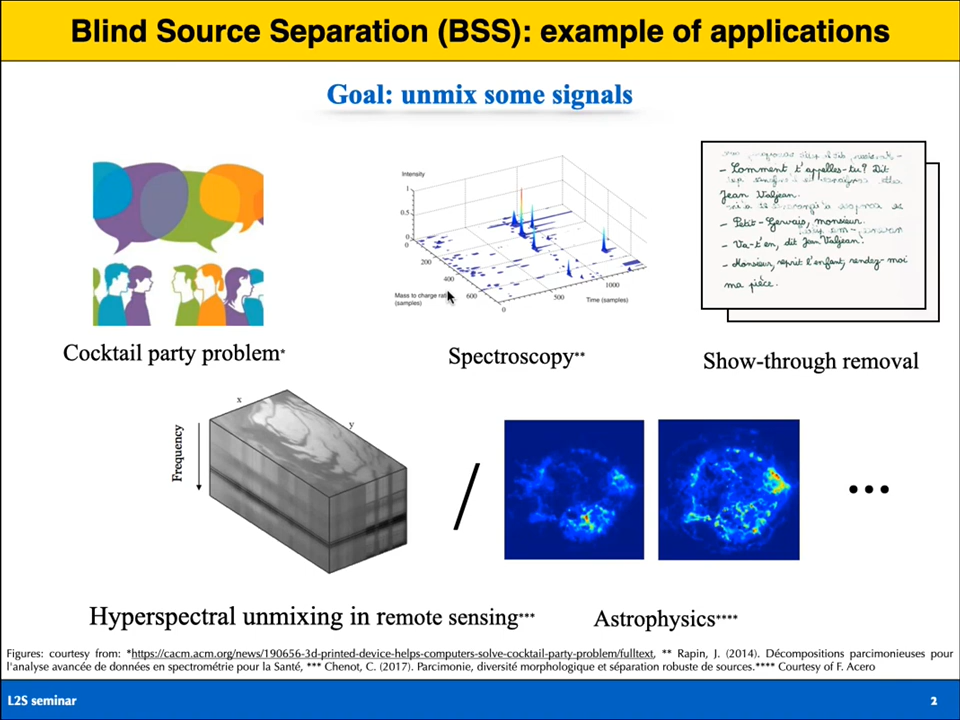 Blind Source Separation (BSS): example of applications
Goal: unmix some signals
Intensity
1
0.5
0
0
200
400
600
Mass to charge rati
(samples)
0
500
1000
Time (samples)
- Comment t'appelles-tu? Dit
Jean Valjean.
- Petit-Gervais, monsieur.
- Va-t'en, dit Jean Valjean!
- Monsieur, reprit l'enfant, rendez-moi
ma pièce.
Cocktail party problem*
Spectroscopy**
Show-through removal
x
y
Frequency
/
...
Hyperspectral unmixing in remote sensing***
Astrophysics****
Figures: courtesy from: *https://cacm.acm.org/news/190656-3d-printed-device-helps-computers-solve-cocktail-party-problem/fulltext, ** Rapin, J. (2014). Décompositions parcimonieuses pour
l'analyse avancée de données en spectrométrie pour la Santé, *** Chenot, C. (2017). Parcimonie, diversité morphologique et séparation robuste de sources.**** Courtesy of F. Acero
L2S seminar
2